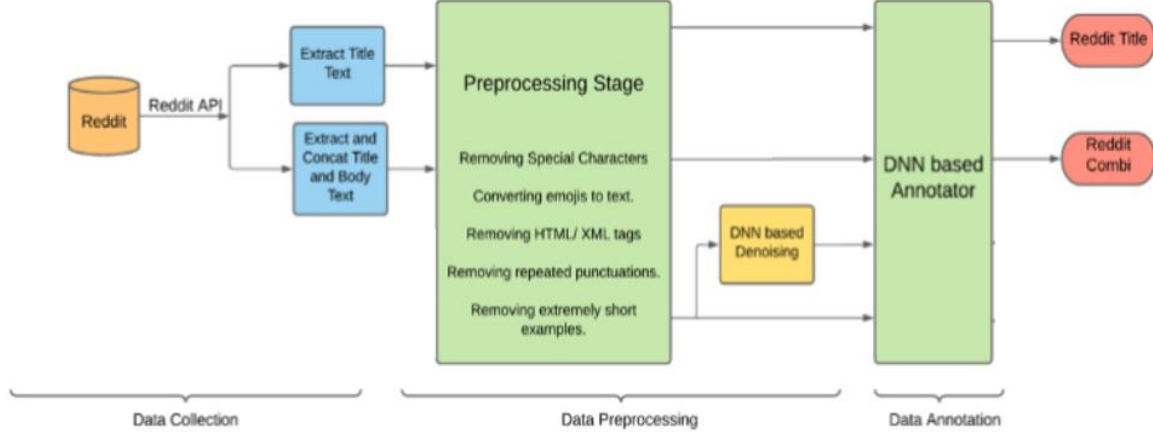 Reddit
Reddit API
Extract Title
Text
Extract and
Concat Title
and Body
Text
Preprocessing Stage
Removing Special Characters
Converting emojis to text.
Removing HTML/ XML tags
Removing repeated punctuations.
Removing extremely short
examples.
DNN based
Denoising
DNN based
Annotator
Reddit Title
Reddit
Combi
Data Collection
Data Preprocessing
Data Annotation